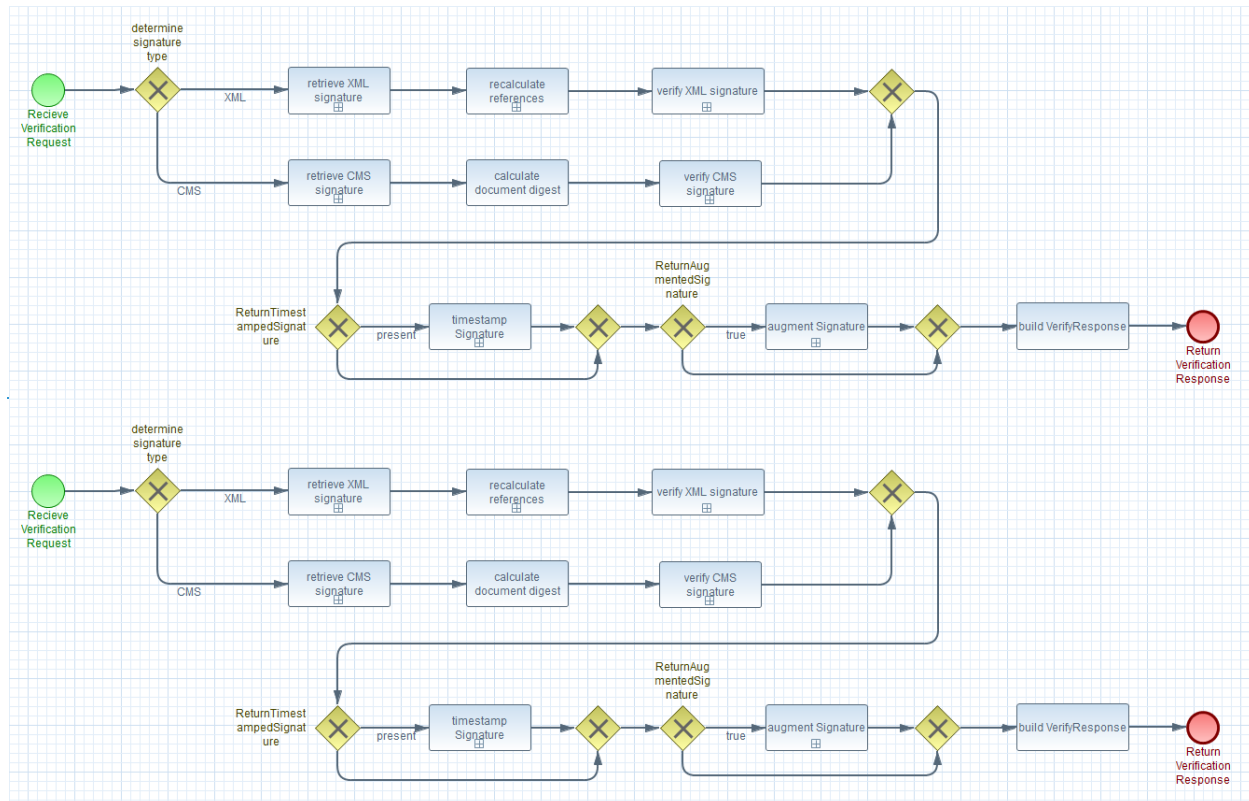 determine
signature
type
Recieve
Verification
Request
XML
retrieve XML
signature
recalculate
references
verify XML signature
CMS
retrieve CMS
signature
calculate
document digest
verify CMS
signature
ReturnTimest
ampedSignat
ure
present
timestamp
Signature
ReturnAug
mentedSig
nature
true
augment Signature
build VerifyResponse
Return
Verification
Response
determine
signature
type
Recieve
Verification
Request
XML
retrieve XML
signature
recalculate
references
verify XML signature
CMS
retrieve CMS
signature
calculate
document digest
verify CMS
signature
ReturnTimest
ampedSignat
ure
present
timestamp
Signature
ReturnAug
mentedSig
nature
true
augment Signature
build VerifyResponse
Return
Verification
Response